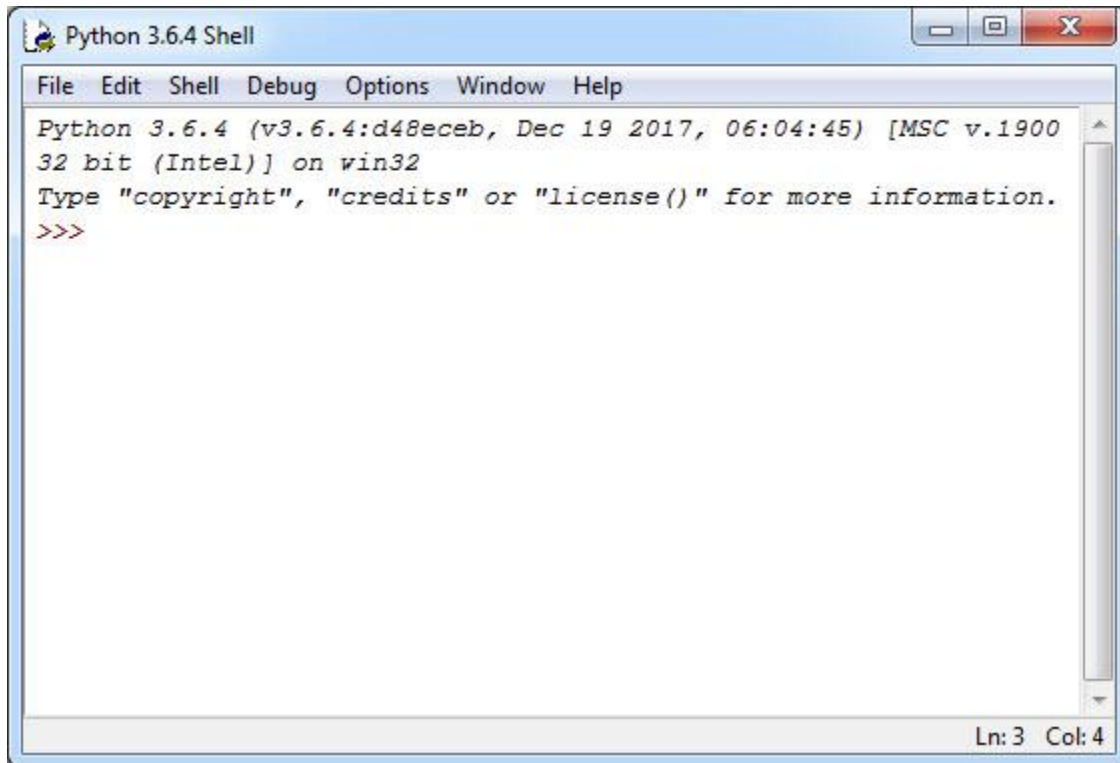 Python 3.6.4 Shell
File Edit Shell Debug Options Window Help
Python 3.6.4 (v3.6.4:d48eceb, Dec 19 2017, 06:04:45) [MSC v.1900
32 bit (Intel)] on win32
Type "copyright", "credits" or "license()" for more information.
>>>
Ln: 3 Col: 4